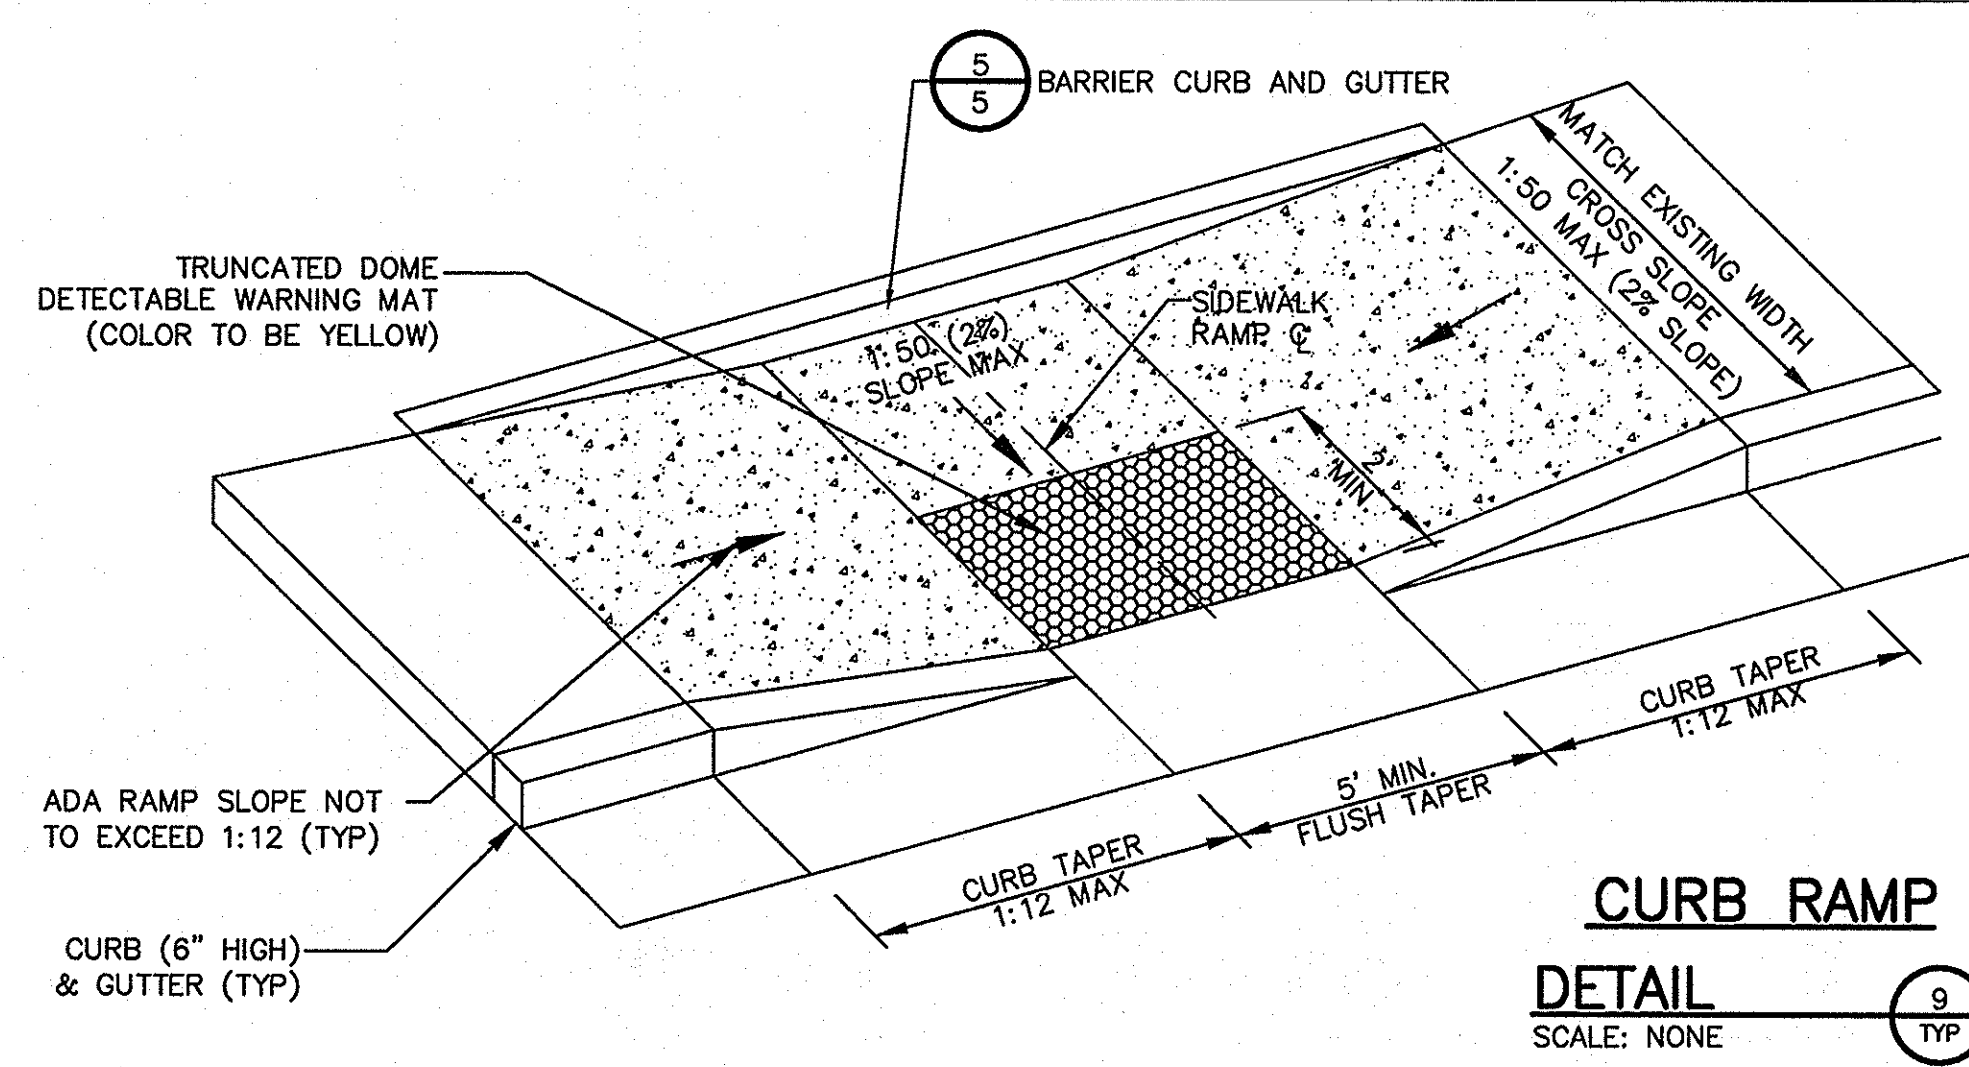 5
5
BARRIER CURB AND GUTTER
MATCH EXISTING WIDTH
CROSS SLOPE
1:50 MAX (2% SLOPE)
TRUNCATED DOME
DETECTABLE WARNING MAT
(COLOR TO BE YELLOW)
SIDEWALK
RAMP ℄
1:50 (2%)
SLOPE MAX
2'
MIN
ADA RAMP SLOPE NOT
TO EXCEED 1:12 (TYP)
CURB (6" HIGH)
& GUTTER (TYP)
CURB TAPER
1:12 MAX
5' MIN.
FLUSH TAPER
CURB TAPER
1:12 MAX
CURB RAMP
DETAIL
SCALE: NONE
9
TYP